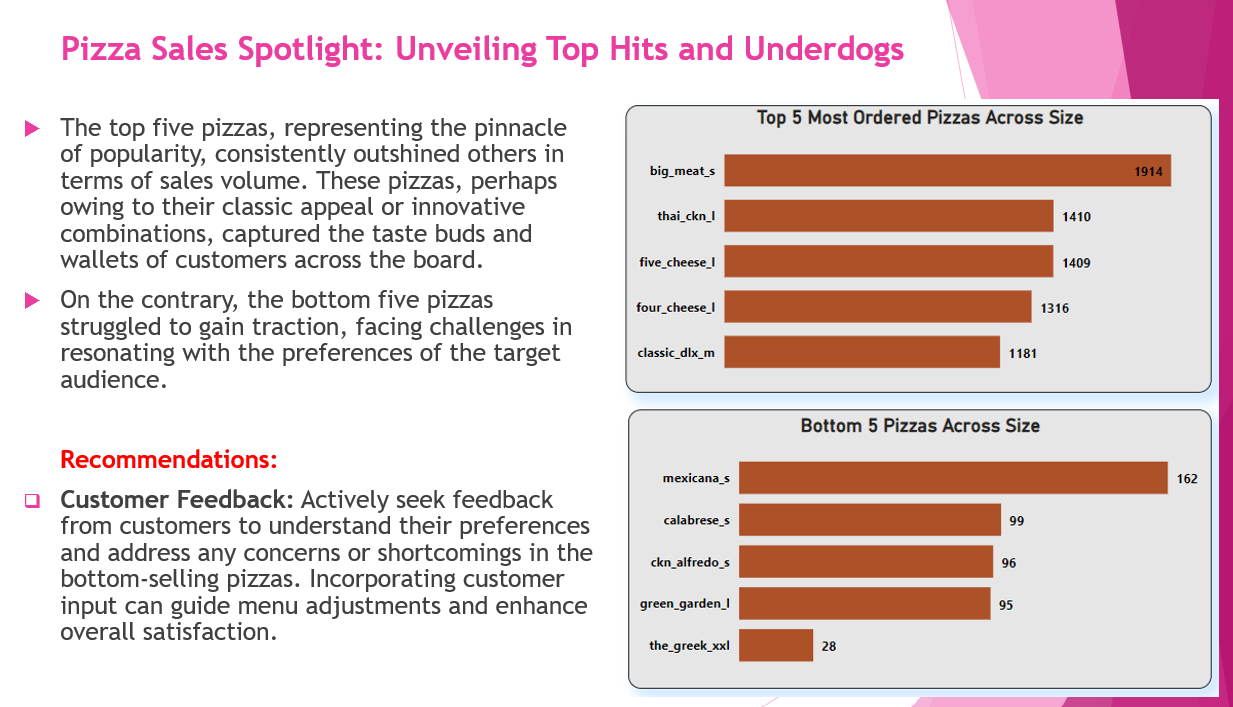 Pizza Sales Spotlight: Unveiling Top Hits and Underdogs
The top five pizzas, representing the pinnacle
of popularity, consistently outshined others in
terms of sales volume. These pizzas, perhaps
owing to their classic appeal or innovative
combinations, captured the taste buds and
wallets of customers across the board.
On the contrary, the bottom five pizzas
struggled to gain traction, facing challenges in
resonating with the preferences of the target
audience.
Recommendations:
Customer Feedback: Actively seek feedback
from customers to understand their preferences
and address any concerns or shortcomings in the
bottom-selling pizzas. Incorporating customer
input can guide menu adjustments and enhance
overall satisfaction.
Top 5 Most Ordered Pizzas Across Size
big_meat_s 1914
thai_ckn_l 1410
five_cheese_l 1409
four_cheese_l 1316
classic_dlx_m 1181
Bottom 5 Pizzas Across Size
mexicana_s 162
calabrese_s 99
ckn_alfredo_s 96
green_garden_l 95
the_greek_xxl 28